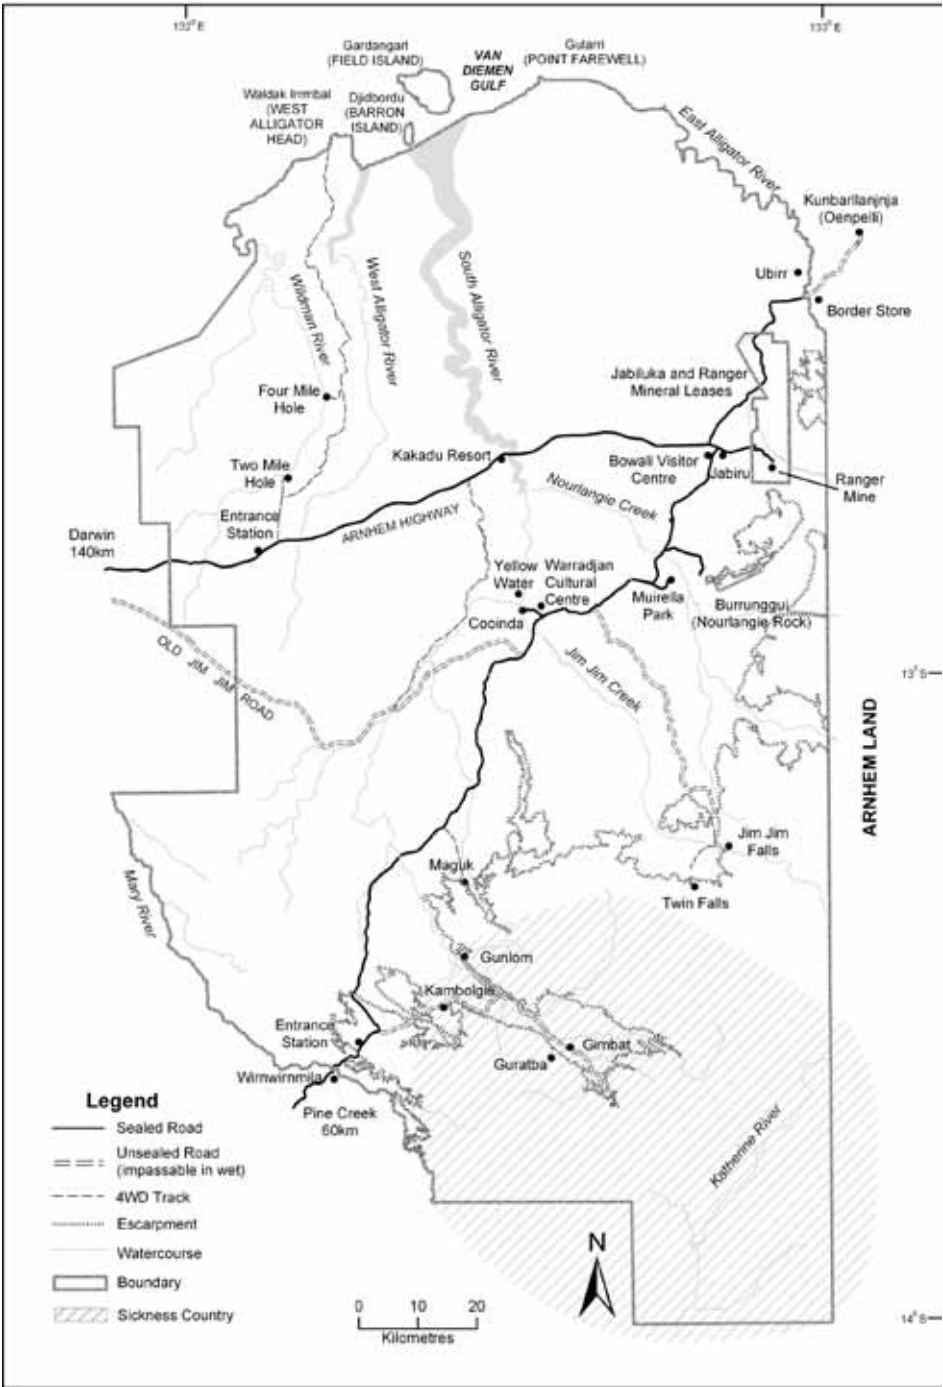 132°E
133°E
Gardangarl
(FIELD ISLAND)
VAN
DIEMEN
GULF
Gularri
(POINT FAREWELL)
Waldak Irrmbal
(WEST
ALLIGATOR
HEAD)
Djidbordu
(BARRON
ISLAND)
East Alligator River
Kunbarllanjnja
(Oenpelli)
Ubirr
Border Store
Wildman River
West Alligator River
South Alligator River
Jabiluka and Ranger
Mineral Leases
Four Mile
Hole
Kakadu Resort
Bowali Visitor
Centre
Jabiru
Ranger
Mine
Two Mile
Hole
Nourlangie Creek
Entrance
Station
ARNHEM HIGHWAY
Darwin
140km
Yellow
Water
Warradjan
Cultural
Centre
Muirella
Park
Burrunggui
(Nourlangie Rock)
Cooinda
OLD JIM JIM ROAD
Jim Jim Creek
13°S
ARNHEM LAND
Jim Jim
Falls
Maguk
Twin Falls
Mary River
Gunlom
Kambolgie
Entrance
Station
Gimbat
Guratba
Wirnwirnmila
Pine Creek
60km
Katherine River
Legend
Sealed Road
Unsealed Road
(impassable in wet)
4WD Track
Escarpment
Watercourse
Boundary
Sickness Country
N
0 10 20
Kilometres
14°S